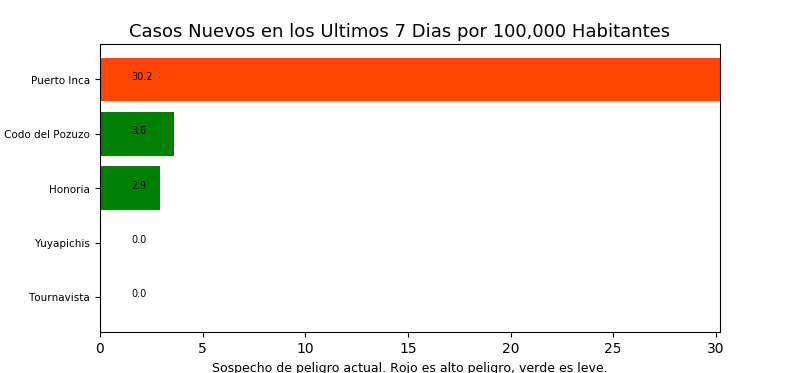 Casos Nuevos en los Ultimos 7 Dias por 100,000 Habitantes
Puerto Inca 30.2
Codo del Pozuzo 3.6
Honoria 2.9
Yuyapichis 0.0
Tournavista 0.0
0 5 10 15 20 25 30
Sospecho de peligro actual. Rojo es alto peligro, verde es leve.